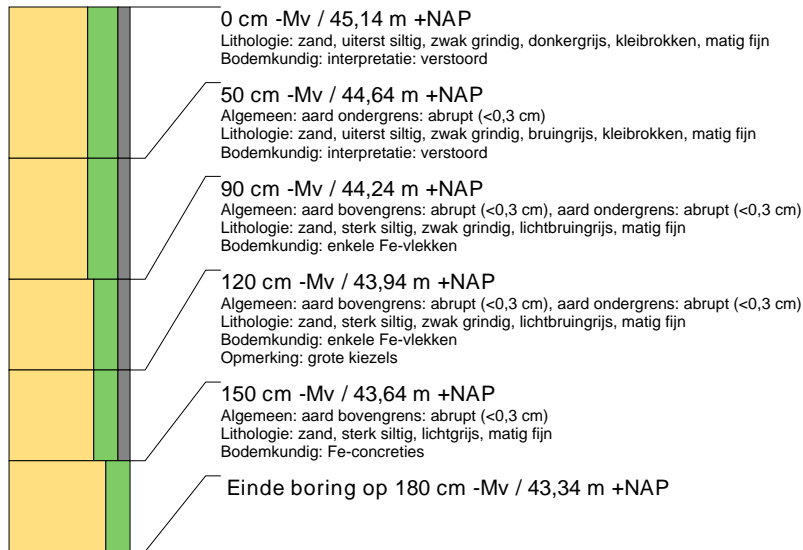 0 cm -Mv / 45,14 m +NAP
Lithologie: zand, uiterst siltig, zwak grindig, donkergrijs, kleibrokken, matig fijn
Bodemkundig: interpretatie: verstoord
50 cm -Mv / 44,64 m +NAP
Algemeen: aard ondergrens: abrupt (<0,3 cm)
Lithologie: zand, uiterst siltig, zwak grindig, bruingrijs, kleibrokken, matig fijn
Bodemkundig: interpretatie: verstoord
90 cm -Mv / 44,24 m +NAP
Algemeen: aard bovengrens: abrupt (<0,3 cm), aard ondergrens: abrupt (<0,3 cm)
Lithologie: zand, sterk siltig, zwak grindig, lichtbruingrijs, matig fijn
Bodemkundig: enkele Fe-vlekken
120 cm -Mv / 43,94 m +NAP
Algemeen: aard bovengrens: abrupt (<0,3 cm), aard ondergrens: abrupt (<0,3 cm)
Lithologie: zand, sterk siltig, zwak grindig, lichtbruingrijs, matig fijn
Bodemkundig: enkele Fe-vlekken
Opmerking: grote kiezels
150 cm -Mv / 43,64 m +NAP
Algemeen: aard bovengrens: abrupt (<0,3 cm)
Lithologie: zand, sterk siltig, lichtgrijs, matig fijn
Bodemkundig: Fe-concreties
Einde boring op 180 cm -Mv / 43,34 m +NAP